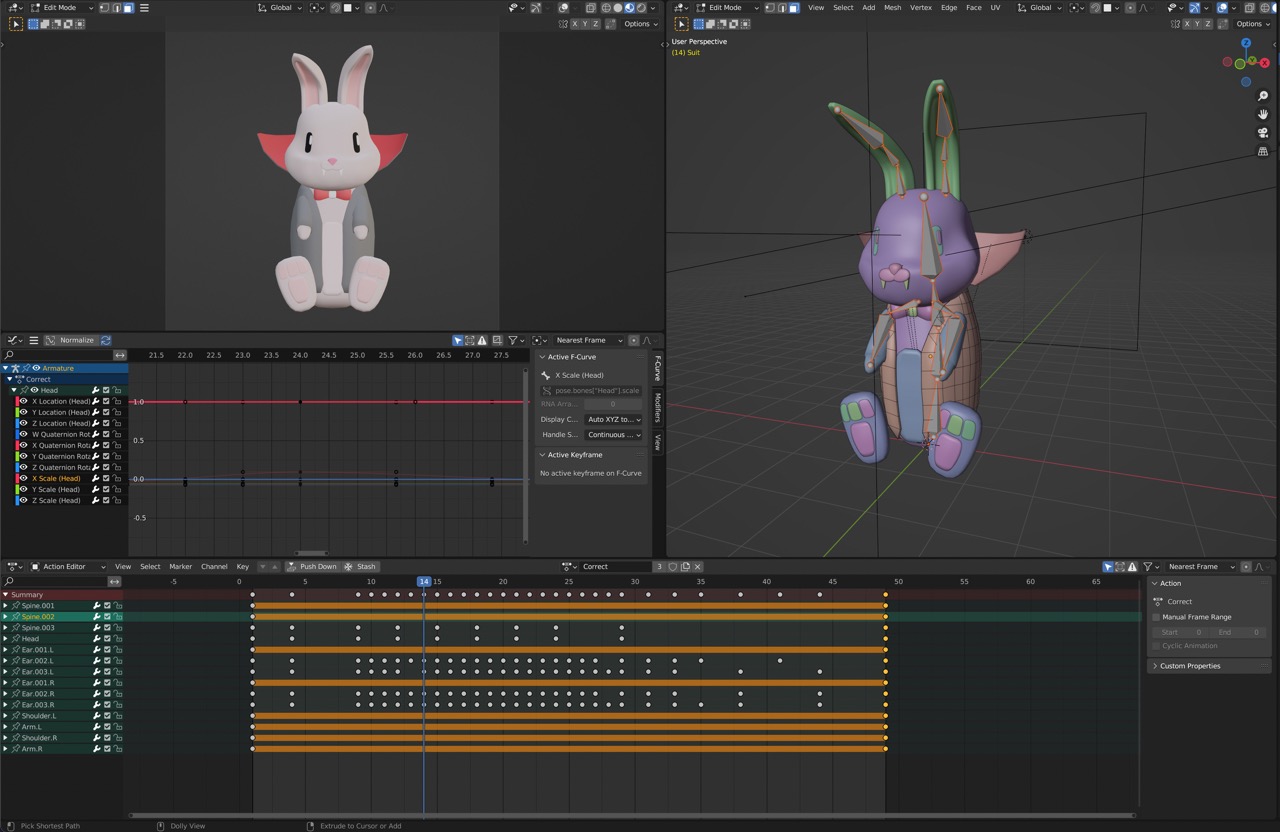 Edit Mode
Global
X Y Z
Options
Edit Mode
View Select Add Mesh Vertex Edge Face UV
Global
X Y Z
Options
User Perspective
(14) Suit
Z
Y
X
Normalize
Nearest Frame
21.5 22.0 22.5 23.0 23.5 24.0 24.5 25.0 25.5 26.0 26.5 27.0 27.5
Armature
Correct
Head
X Location (Head)
Y Location (Head)
Z Location (Head)
W Quaternion Rot
X Quaternion Rota
Y Quaternion Rota
Z Quaternion Rota
X Scale (Head)
Y Scale (Head)
Z Scale (Head)
1.0
0.5
0.0
-0.5
Active F-Curve
X Scale (Head)
pose.bones["Head"].scale
RNA Arra... 0
Display C... Auto XYZ to...
Handle S... Continuous ...
Active Keyframe
No active keyframe on F-Curve
F-Curve
Modifiers
View
Action Editor
View Select Marker Channel Key
Push Down
Stash
Correct
3
Nearest Frame
-5 0 10 14 15 20 25 30 35 40 45 50 55 60 65
Summary
Spine.001
Spine.002
Spine.003
Head
Ear.001.L
Ear.002.L
Ear.003.L
Ear.001.R
Ear.002.R
Ear.003.R
Shoulder.L
Arm.L
Shoulder.R
Arm.R
Action
Correct
Manual Frame Range
Start 0 End 0
Cyclic Animation
Custom Properties
Pick Shortest Path
Dolly View
Extrude to Cursor or Add